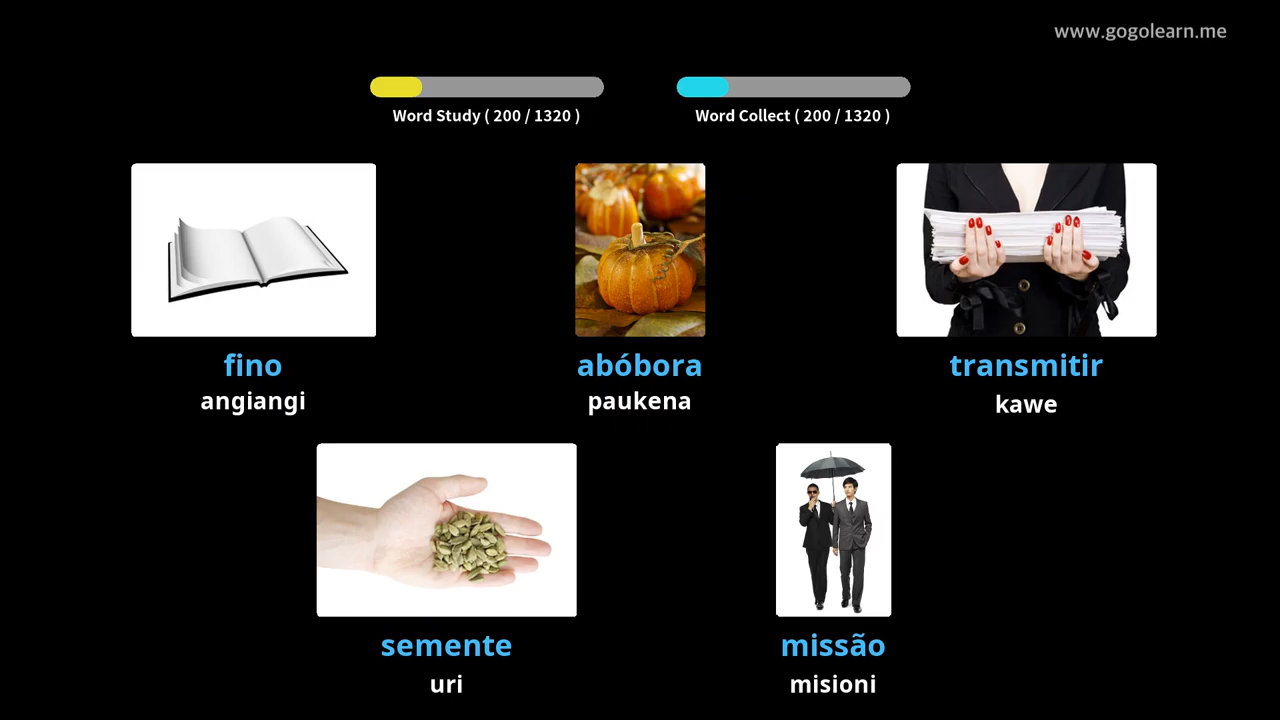 www.gogolearn.me
Word Study ( 200 / 1320 )
Word Collect ( 200 / 1320 )
fino
angiangi
abóbora
paukena
transmitir
kawe
semente
uri
missão
misioni